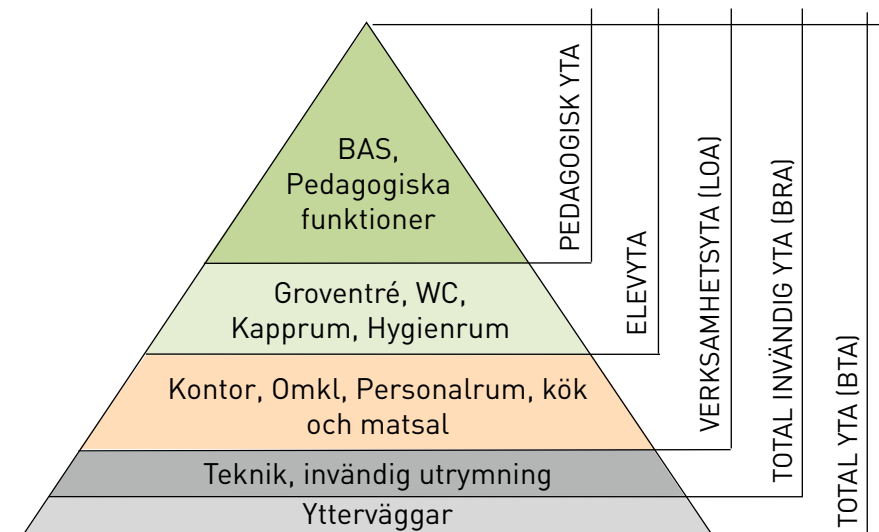 BAS,
Pedagogiska
funktioner
Groventré, WC,
Kapprum, Hygienrum
Kontor, Omkl, Personalrum, kök
och matsal
Teknik, invändig utrymning
Ytterväggar
PEDAGOGISK YTA
ELEVYTA
VERKSAMHETSYTA (LOA)
TOTAL INVÄNDIG YTA (BRA)
TOTAL YTA (BTA)